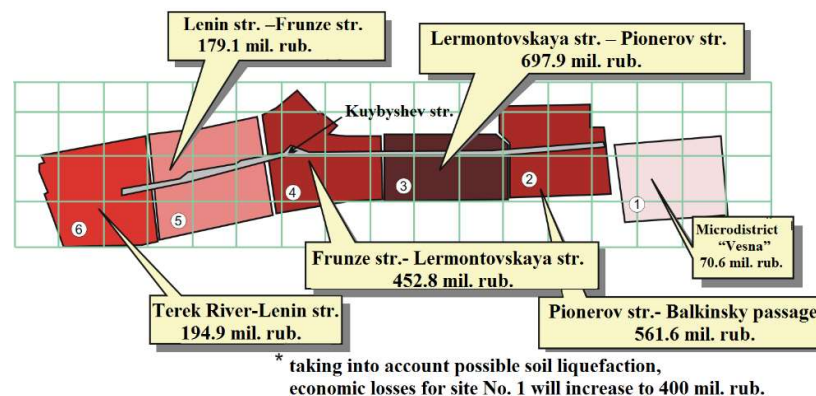 Lenin str. –Frunze str.
179.1 mil. rub.
Lermontovskaya str. – Pionerov str.
697.9 mil. rub.
Kuybyshev str.
6
5
4
3
2
1
Microdistrict
“Vesna”
70.6 mil. rub.
Frunze str.- Lermontovskaya str.
452.8 mil. rub.
Terek River-Lenin str.
194.9 mil. rub.
Pionerov str.- Balkinsky passage
561.6 mil. rub.
* taking into account possible soil liquefaction,
economic losses for site No. 1 will increase to 400 mil. rub.